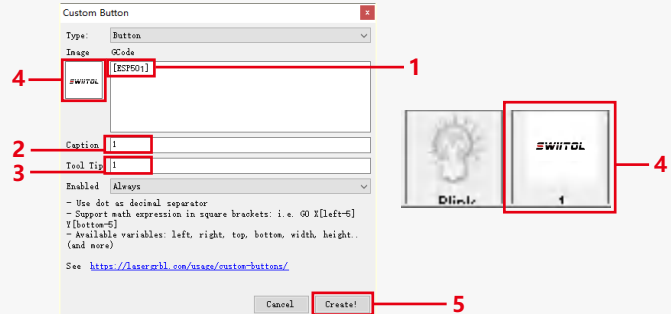 Custom Button
x
Type: Button
Image GCode
4
SWIITOL
[ESP501]
1
2
Caption 1
3
Tool Tip 1
Enabled Always
- Use dot as decimal separator
- Support math expression in square brackets: i.e. G0 X[left-5]
Y[bottom-5]
- Available variables: left, right, top, bottom, width, height..
(and more)
See https://lasergrbl.com/usage/custom-buttons/
Cancel Create!
5
Blink
SWIITOL
1
4